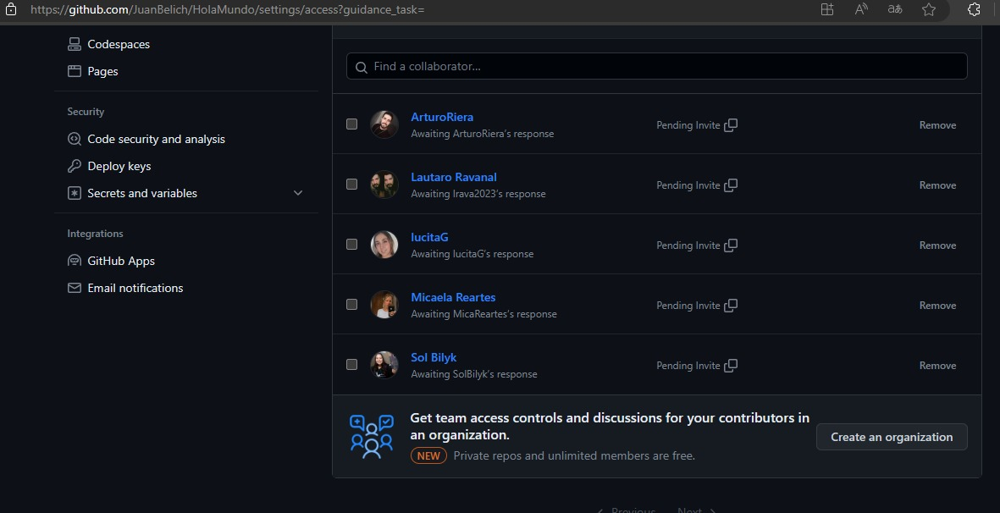 https://github.com/JuanBelich/HolaMundo/settings/access?guidance_task=
Codespaces
Pages
Security
Code security and analysis
Deploy keys
Secrets and variables
Integrations
GitHub Apps
Email notifications
Find a collaborator...
ArturoRiera
Awaiting ArturoRiera's response
Pending Invite
Remove
Lautaro Ravanal
Awaiting lrava2023's response
Pending Invite
Remove
lucitaG
Awaiting lucitaG's response
Pending Invite
Remove
Micaela Reartes
Awaiting MicaReartes's response
Pending Invite
Remove
Sol Bilyk
Awaiting SolBilyk's response
Pending Invite
Remove
Get team access controls and discussions for your contributors in
an organization.
NEW Private repos and unlimited members are free.
Create an organization
Previous Next